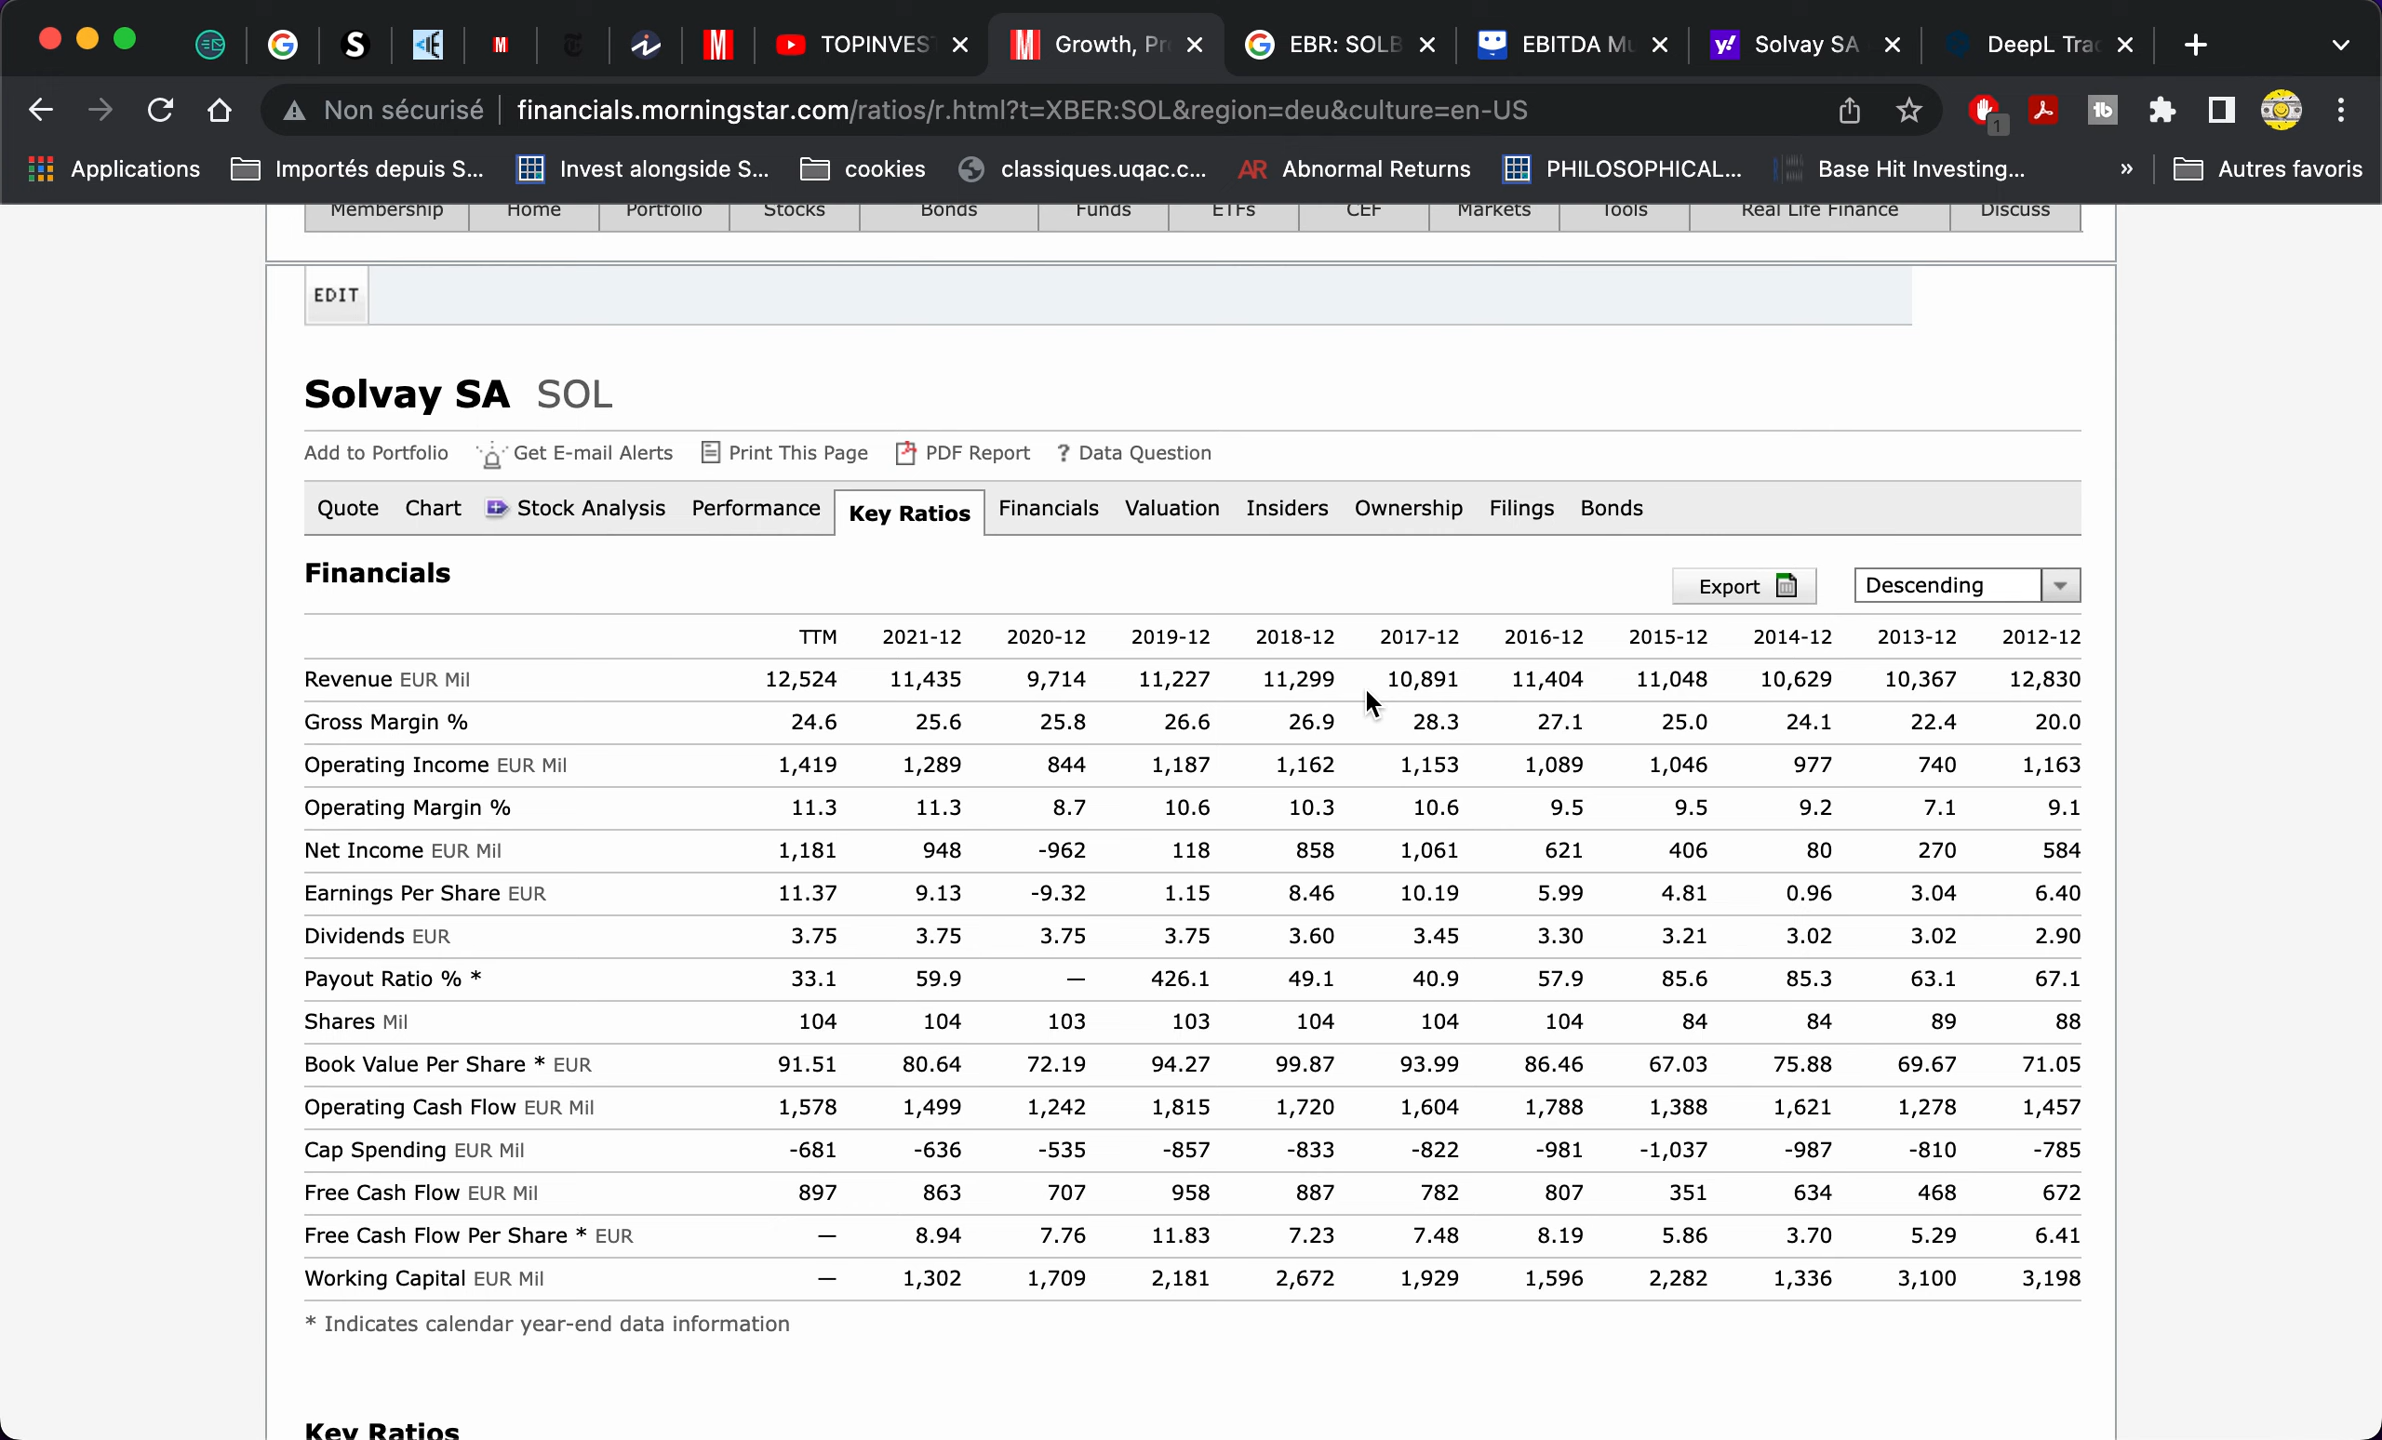 TOPINVES
Growth, Pr
EBR: SOLB
EBITDA Mu
Solvay SA
DeepL Tra
Non sécurisé financials.morningstar.com/ratios/r.html?t=XBER:SOL&region=deu&culture=en-US
1
Applications Importés depuis S... Invest alongside S... cookies classiques.uqac.c... AR Abnormal Returns PHILOSOPHICAL... Base Hit Investing... » Autres favoris
Membership Home Portfolio Stocks Bonds Funds ETFs CEF Markets Tools Real Life Finance Discuss
EDIT
Solvay SA SOL
Add to Portfolio Get E-mail Alerts Print This Page PDF Report ? Data Question
Quote Chart Stock Analysis Performance Key Ratios Financials Valuation Insiders Ownership Filings Bonds
Financials
Export Descending
TTM 2021-12 2020-12 2019-12 2018-12 2017-12 2016-12 2015-12 2014-12 2013-12 2012-12
Revenue EUR Mil 12,524 11,435 9,714 11,227 11,299 10,891 11,404 11,048 10,629 10,367 12,830
Gross Margin % 24.6 25.6 25.8 26.6 26.9 28.3 27.1 25.0 24.1 22.4 20.0
Operating Income EUR Mil 1,419 1,289 844 1,187 1,162 1,153 1,089 1,046 977 740 1,163
Operating Margin % 11.3 11.3 8.7 10.6 10.3 10.6 9.5 9.5 9.2 7.1 9.1
Net Income EUR Mil 1,181 948 -962 118 858 1,061 621 406 80 270 584
Earnings Per Share EUR 11.37 9.13 -9.32 1.15 8.46 10.19 5.99 4.81 0.96 3.04 6.40
Dividends EUR 3.75 3.75 3.75 3.75 3.60 3.45 3.30 3.21 3.02 3.02 2.90
Payout Ratio % * 33.1 59.9 — 426.1 49.1 40.9 57.9 85.6 85.3 63.1 67.1
Shares Mil 104 104 103 103 104 104 104 84 84 89 88
Book Value Per Share * EUR 91.51 80.64 72.19 94.27 99.87 93.99 86.46 67.03 75.88 69.67 71.05
Operating Cash Flow EUR Mil 1,578 1,499 1,242 1,815 1,720 1,604 1,788 1,388 1,621 1,278 1,457
Cap Spending EUR Mil -681 -636 -535 -857 -833 -822 -981 -1,037 -987 -810 -785
Free Cash Flow EUR Mil 897 863 707 958 887 782 807 351 634 468 672
Free Cash Flow Per Share * EUR — 8.94 7.76 11.83 7.23 7.48 8.19 5.86 3.70 5.29 6.41
Working Capital EUR Mil — 1,302 1,709 2,181 2,672 1,929 1,596 2,282 1,336 3,100 3,198
* Indicates calendar year-end data information
Key Ratios